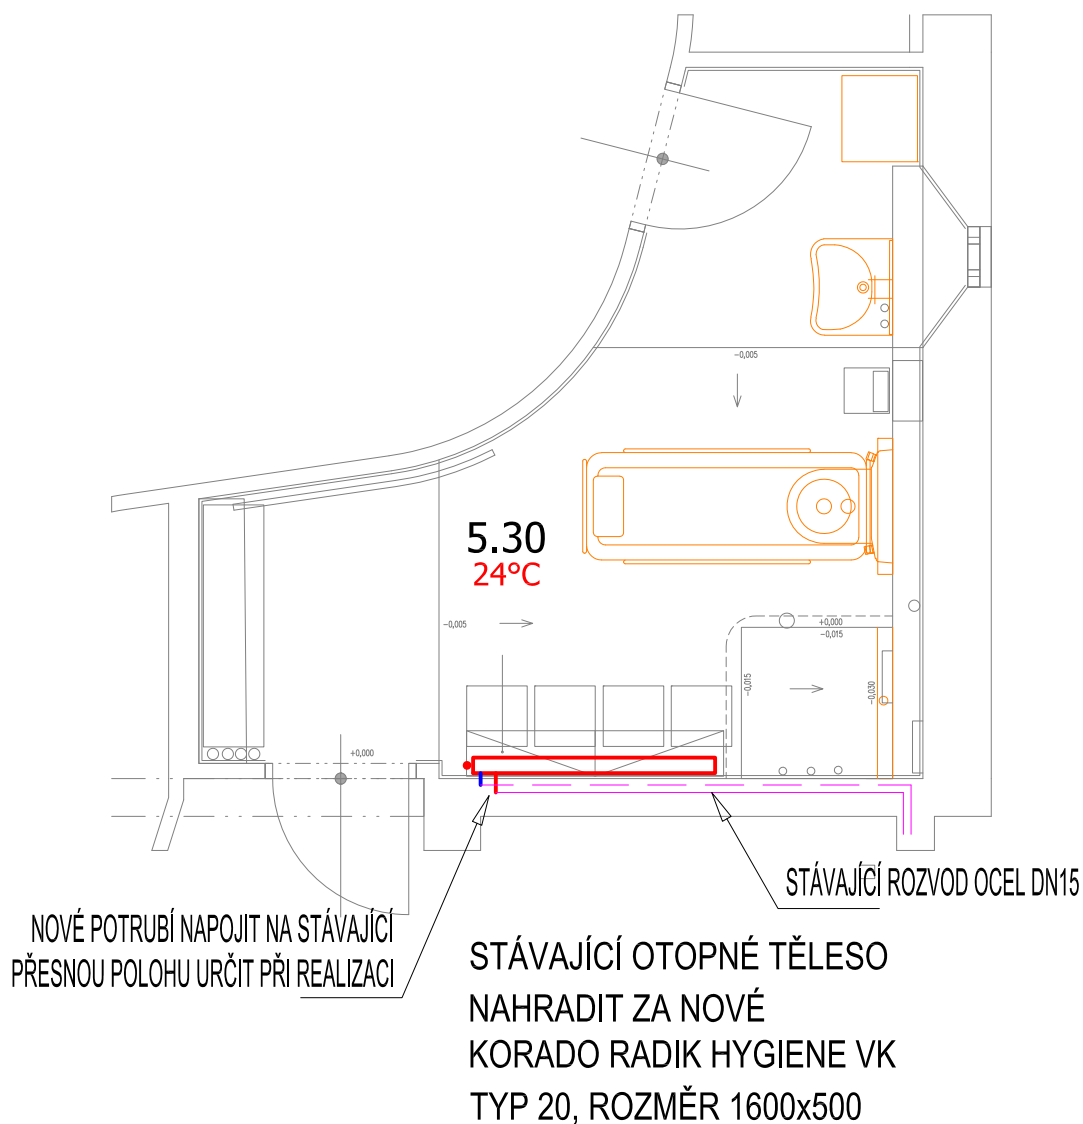 -0,005
5.30
24°C
-0,005
+0,000
-0,015
-0,015
-0,030
+0,000
STÁVAJÍCÍ ROZVOD OCEL DN15
NOVÉ POTRUBÍ NAPOJIT NA STÁVAJÍCÍ
PŘESNOU POLOHU URČIT PŘI REALIZACI
STÁVAJÍCÍ OTOPNÉ TĚLESO
NAHRADIT ZA NOVÉ
KORADO RADIK HYGIENE VK
TYP 20, ROZMĚR 1600x500